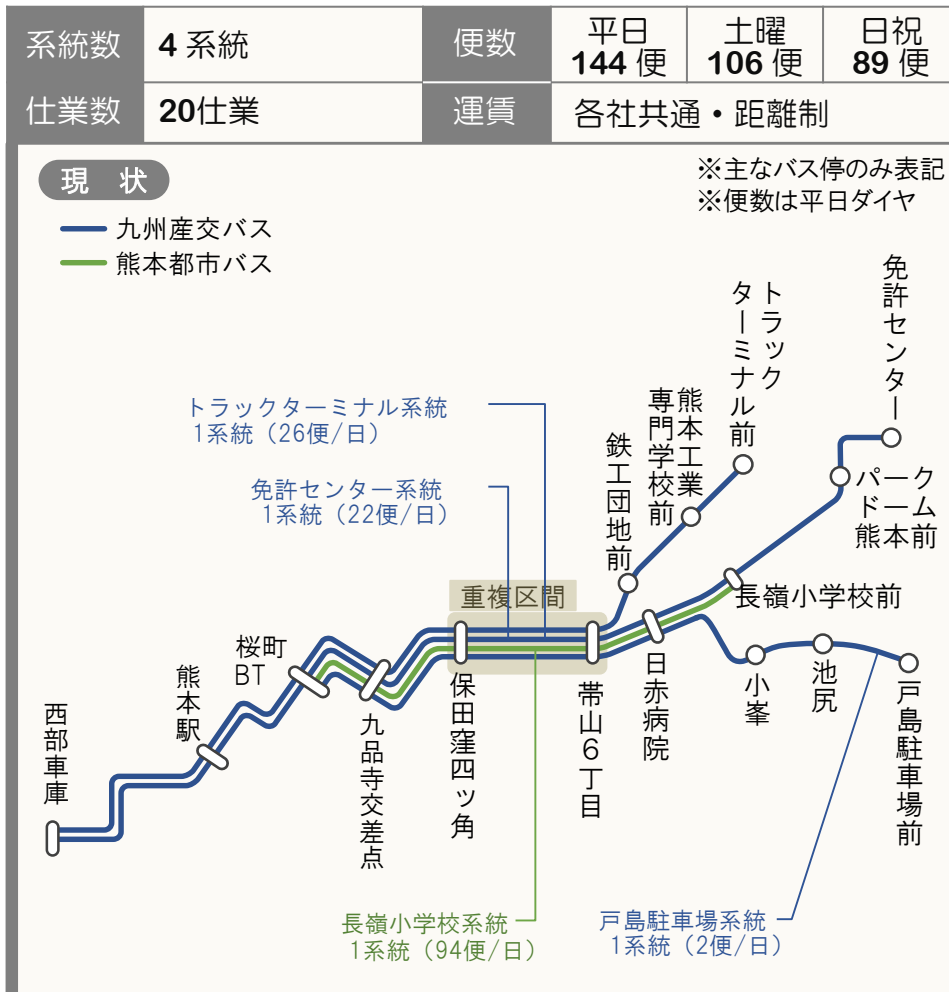 系統数
4 系統
便数
平日
144 便
土曜
106 便
日祝
89 便
仕業数
20仕業
運賃
各社共通・距離制
現　状
※主なバス停のみ表記
※便数は平日ダイヤ
九州産交バス
熊本都市バス
トラックターミナル系統
1系統（26便/日）
免許センター系統
1系統（22便/日）
重複区間
西部車庫
熊本駅
桜町
BT
九品寺交差点
保田窪四ッ角
帯山６丁目
鉄工団地前
熊本工業
専門学校前
トラック
ターミナル前
日赤病院
長嶺小学校前
パーク
ドーム
熊本前
免許センター
小峯
池尻
戸島駐車場前
長嶺小学校系統
1系統（94便/日）
戸島駐車場系統
1系統（2便/日）